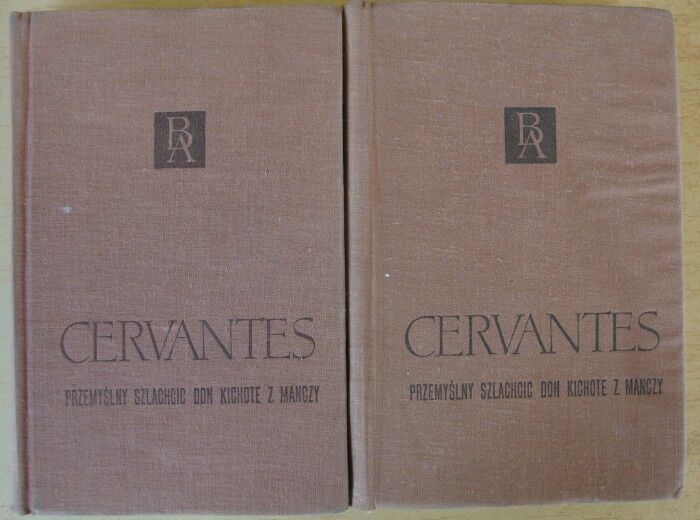 BA
CERVANTES
PRZEMYŚLNY SZLACHCIC DON KICHOTE Z MANCZY
BA
CERVANTES
PRZEMYŚLNY SZLACHCIC DON KICHOTE Z MANCZY